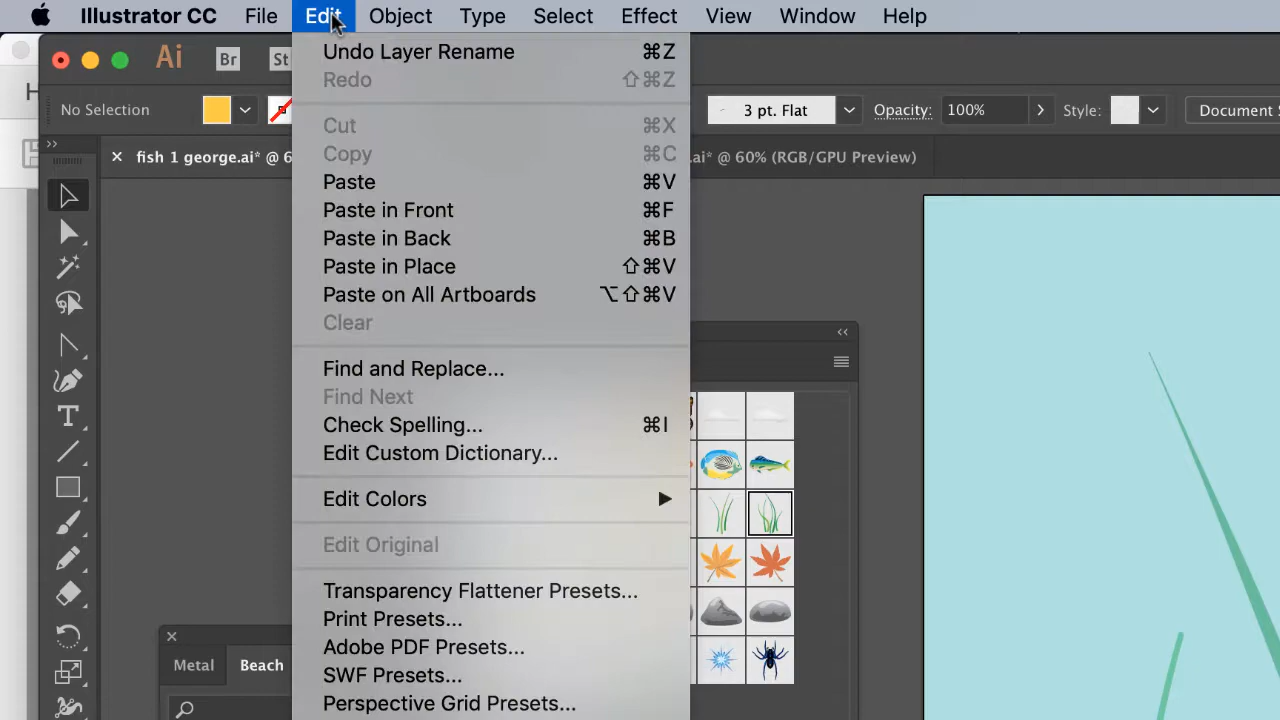 Illustrator CC File Edit Object Type Select Effect View Window Help
Ai Br St
No Selection 3 pt. Flat Opacity: 100% Style: Document
× fish 1 george.ai* @ .ai* @ 60% (RGB/GPU Preview)
Undo Layer Rename ⌘Z
Redo ⇧⌘Z
Cut ⌘X
Copy ⌘C
Paste ⌘V
Paste in Front ⌘F
Paste in Back ⌘B
Paste in Place ⇧⌘V
Paste on All Artboards ⌥⇧⌘V
Clear
Find and Replace...
Find Next
Check Spelling... ⌘I
Edit Custom Dictionary...
Edit Colors
Edit Original
Transparency Flattener Presets...
Print Presets...
Adobe PDF Presets...
SWF Presets...
Perspective Grid Presets...
Metal Beach